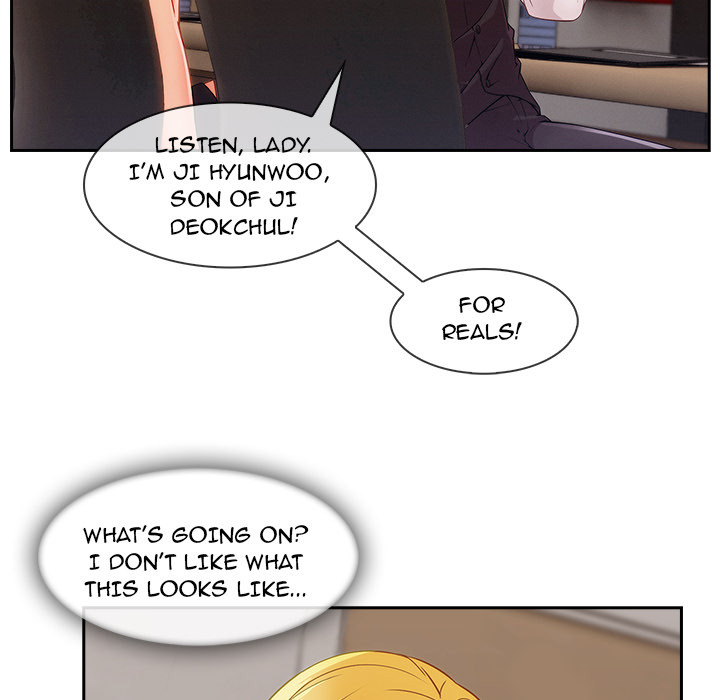 LISTEN, LADY.
I'M JI HYUNWOO,
SON OF JI
DEOKCHUL!
FOR
REALS!
WHAT'S GOING ON?
I DON'T LIKE WHAT
THIS LOOKS LIKE...